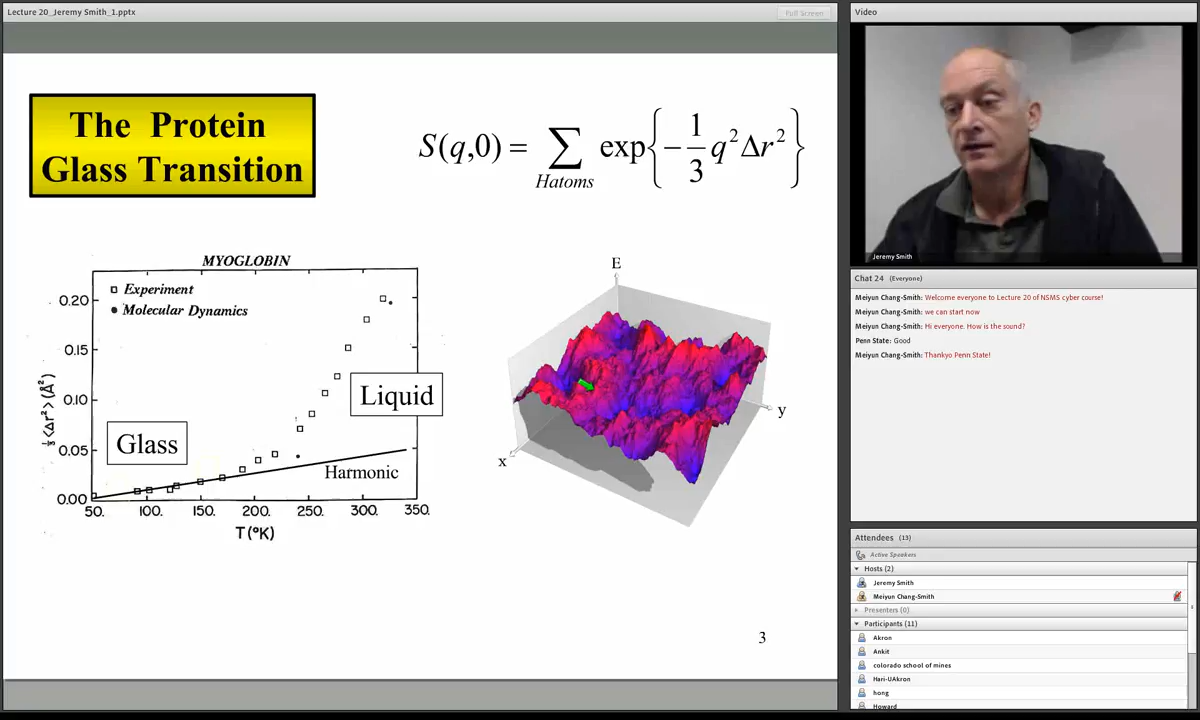 Lecture 20_Jeremy Smith_1.pptx
Full Screen
The Protein
Glass Transition
S(q,0) = ∑ exp{-1/3 q²Δr²}
Hatoms
MYOGLOBIN
Experiment
Molecular Dynamics
0.20
0.15
0.10
0.05
0.00
⅓<Δr²>(Å²)
Glass
Liquid
Harmonic
50. 100. 150. 200. 250. 300. 350.
T(°K)
E
x
y
3
Video
Jeremy Smith
Chat 24 (Everyone)
Meiyun Chang-Smith: Welcome everyone to Lecture 20 of NSMS cyber course!
Meiyun Chang-Smith: we can start now
Meiyun Chang-Smith: Hi everyone. How is the sound?
Penn State: Good
Meiyun Chang-Smith: Thankyo Penn State!
Attendees (13)
Active Speakers
Hosts (2)
Jeremy Smith
Meiyun Chang-Smith
Presenters (0)
Participants (11)
Akron
Ankit
colorado school of mines
Hari-UAkron
hong
Howard